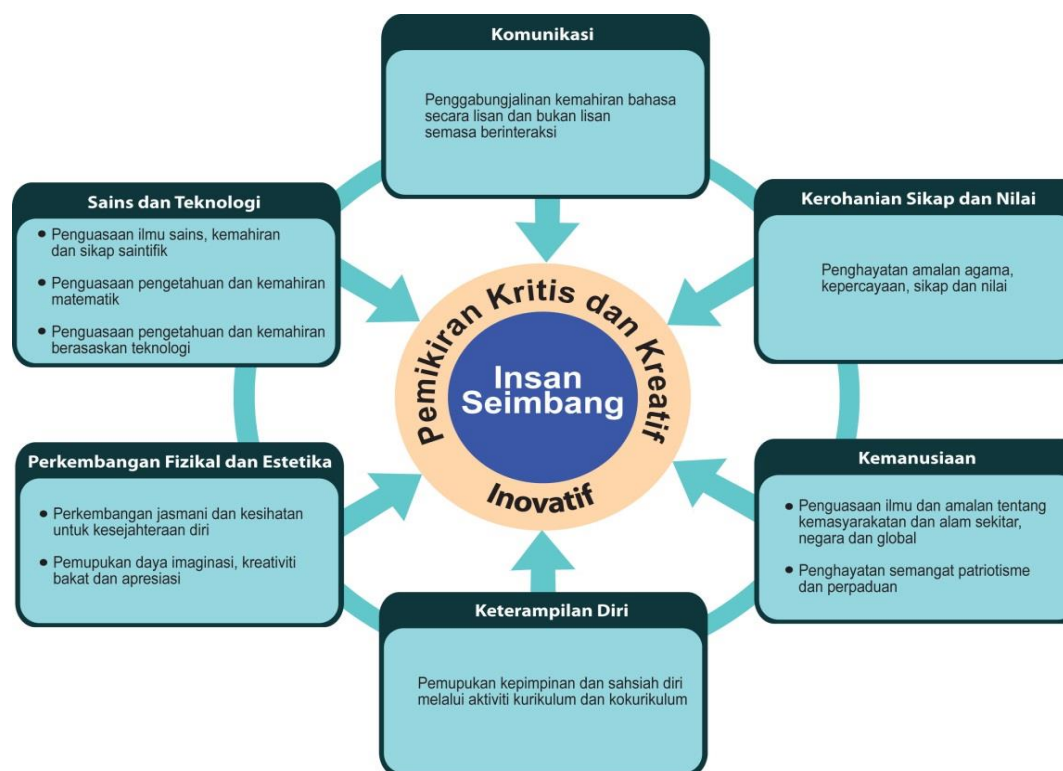 Komunikasi
Penggabungjalinan kemahiran bahasa
secara lisan dan bukan lisan
semasa berinteraksi
Sains dan Teknologi
Penguasaan ilmu sains, kemahiran
dan sikap saintifik
Penguasaan pengetahuan dan kemahiran
matematik
Penguasaan pengetahuan dan kemahiran
berasaskan teknologi
Kerohanian Sikap dan Nilai
Penghayatan amalan agama,
kepercayaan, sikap dan nilai
Pemikiran Kritis dan Kreatif
Insan
Seimbang
Inovatif
Perkembangan Fizikal dan Estetika
Perkembangan jasmani dan kesihatan
untuk kesejahteraan diri
Pemupukan daya imaginasi, kreativiti
bakat dan apresiasi
Kemanusiaan
Penguasaan ilmu dan amalan tentang
kemasyarakatan dan alam sekitar,
negara dan global
Penghayatan semangat patriotisme
dan perpaduan
Keterampilan Diri
Pemupukan kepimpinan dan sahsiah diri
melalui aktiviti kurikulum dan kokurikulum